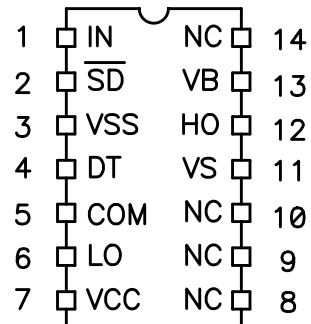 1 IN NC 14
2 S̅D̅ VB 13
3 VSS HO 12
4 DT VS 11
5 COM NC 10
6 LO NC 9
7 VCC NC 8